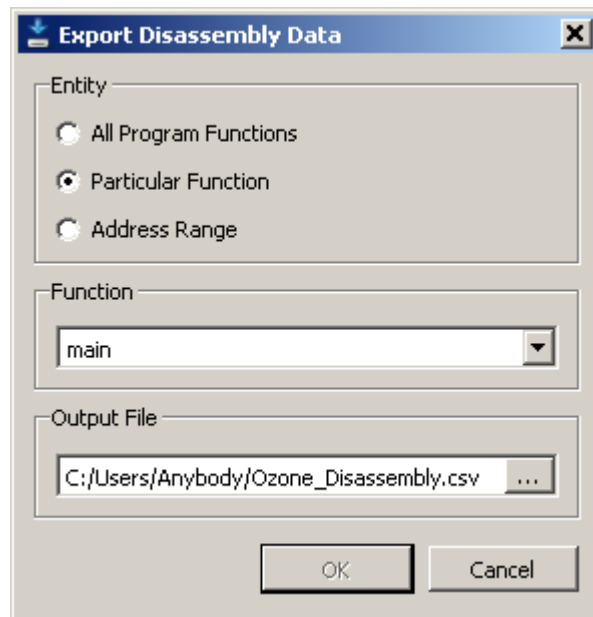 Export Disassembly Data
Entity
All Program Functions
Particular Function
Address Range
Function
main
Output File
C:/Users/Anybody/Ozone_Disassembly.csv ...
OK Cancel